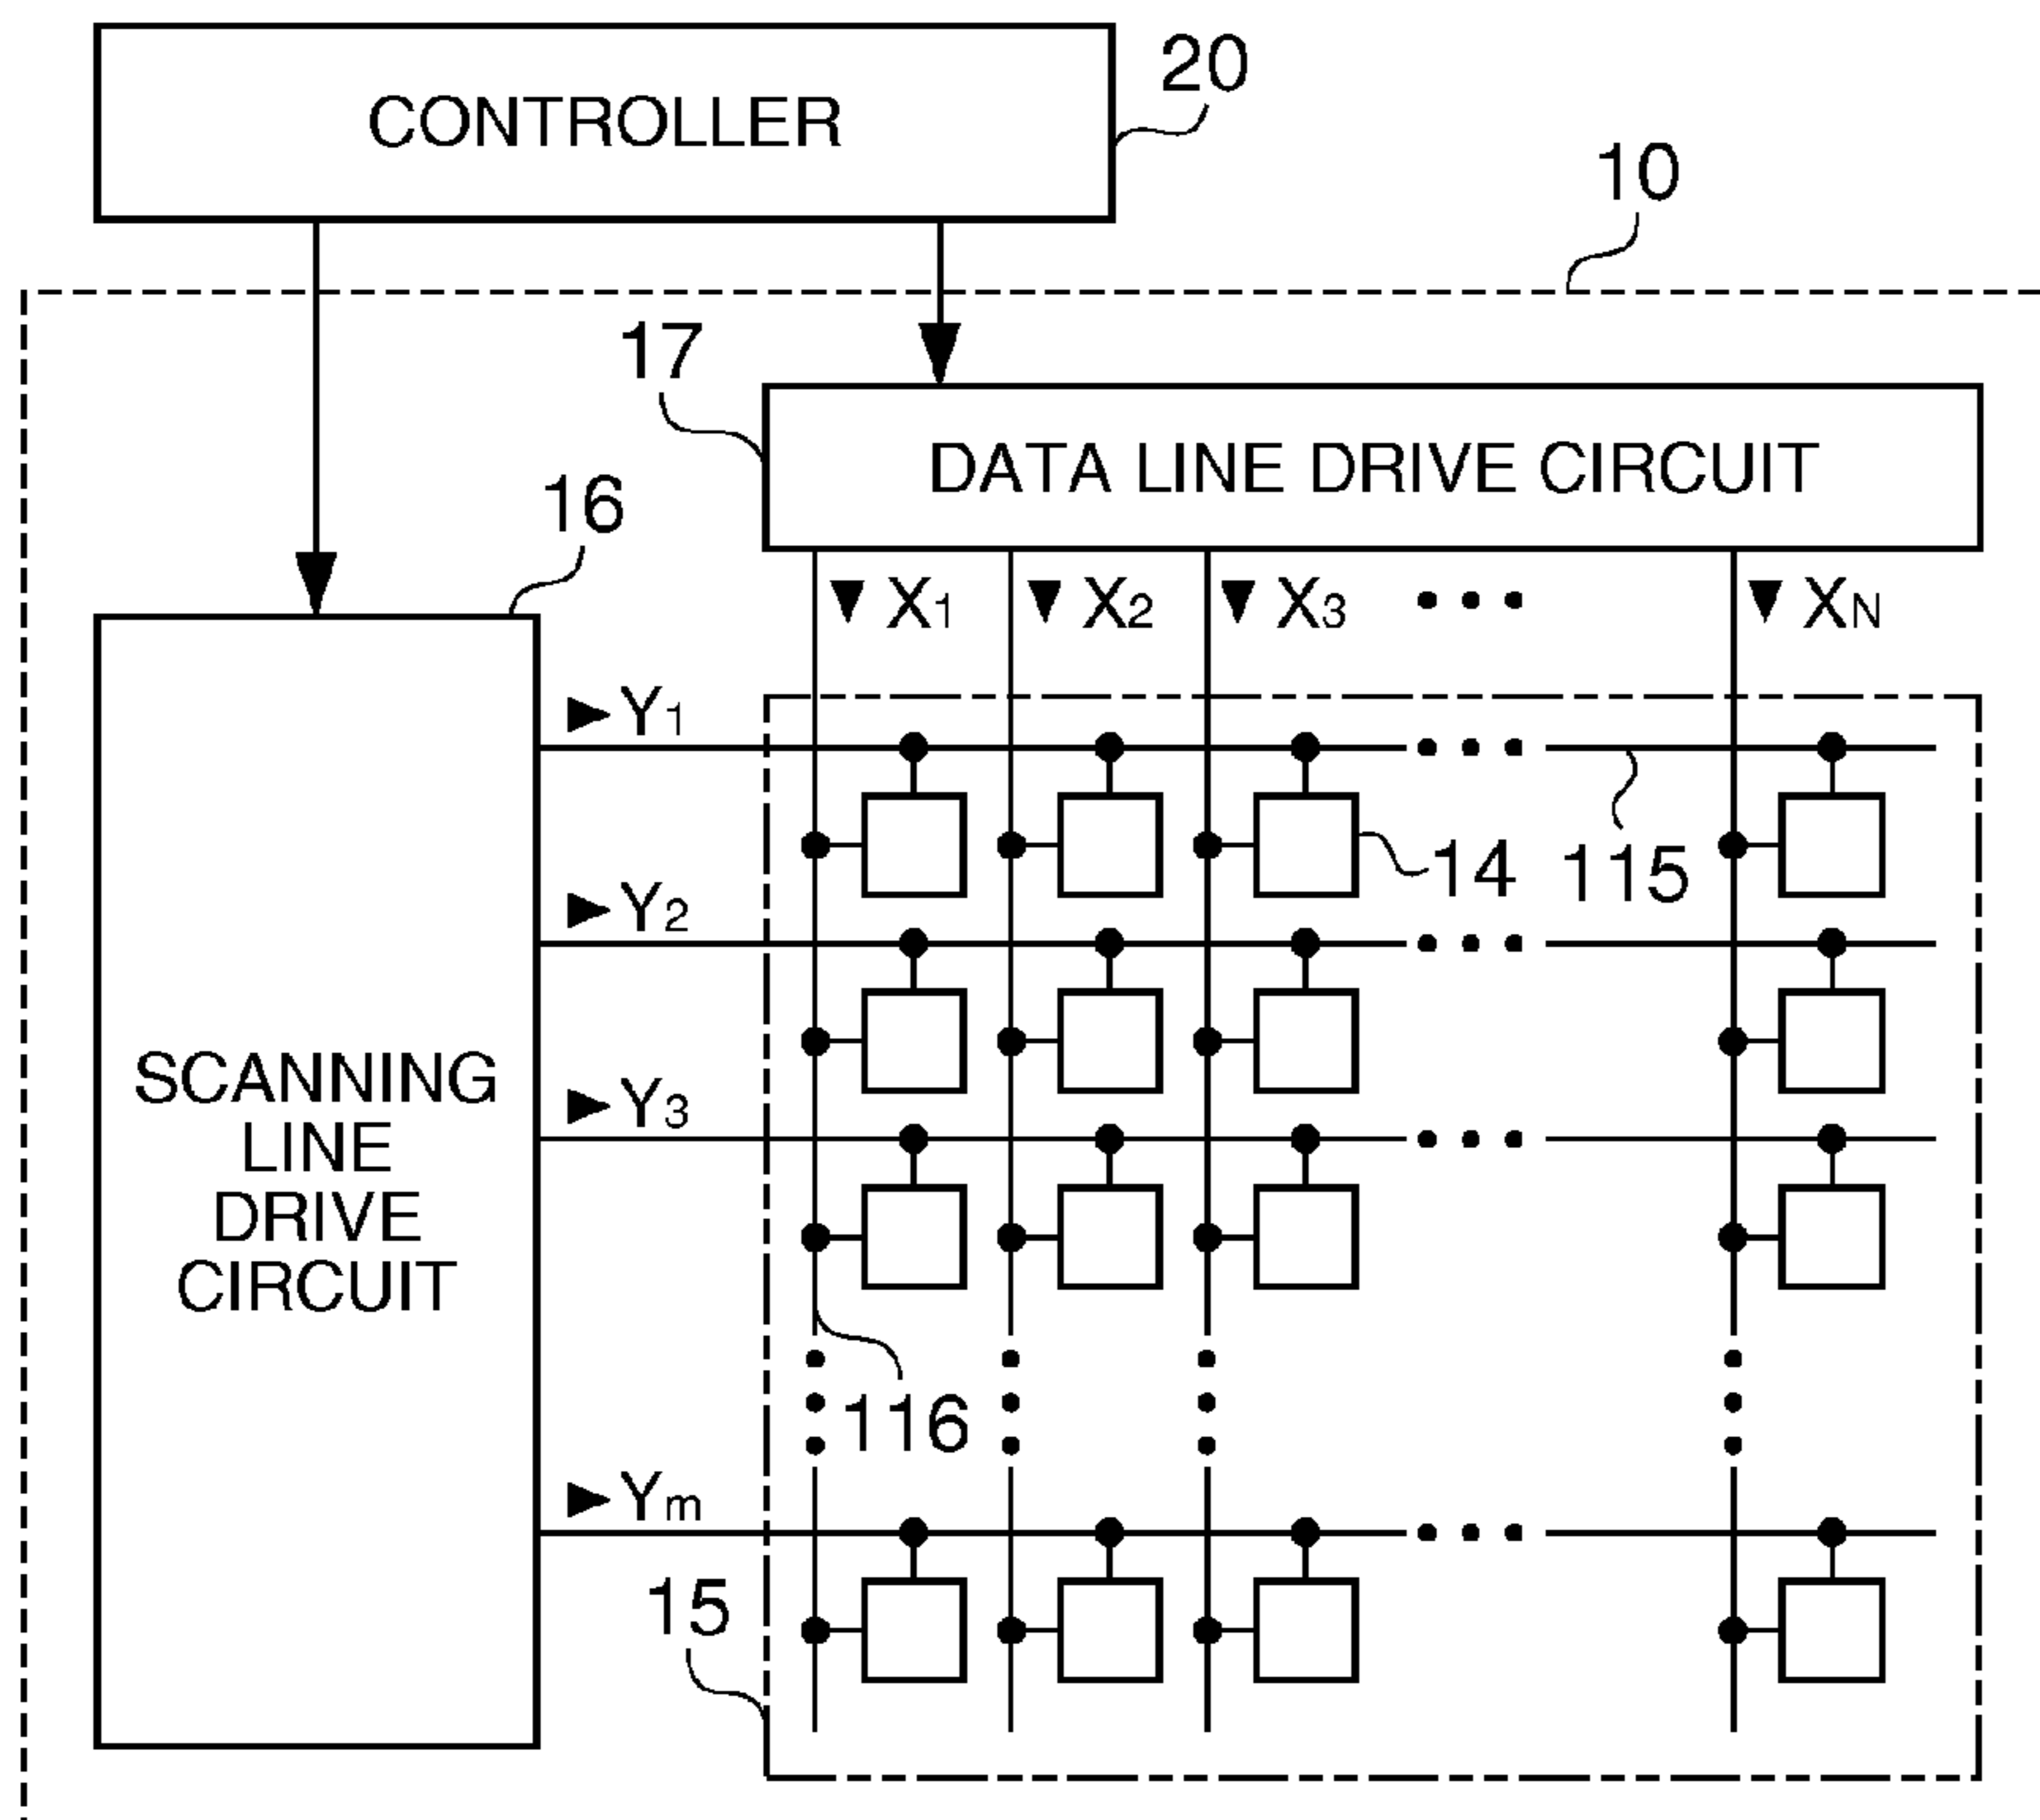 CONTROLLER
20
10
17
DATA LINE DRIVE CIRCUIT
16
X1 X2 X3 ••• XN
Y1
115
14
Y2
SCANNING
LINE
DRIVE
CIRCUIT
Y3
116
Ym
15